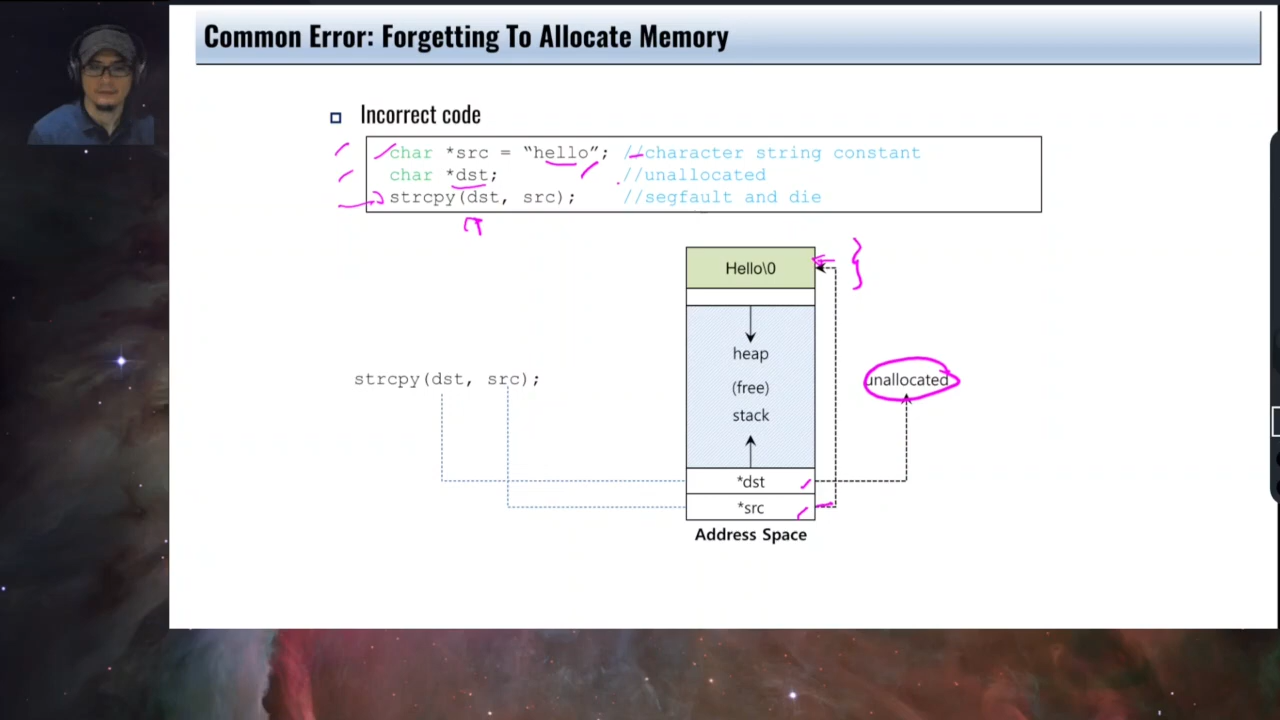 Common Error: Forgetting To Allocate Memory
Incorrect code
char *src = “hello”; //character string constant
char *dst; //unallocated
strcpy(dst, src); //segfault and die
Hello\0
heap
(free)
stack
strcpy(dst, src);
unallocated
*dst
*src
Address Space